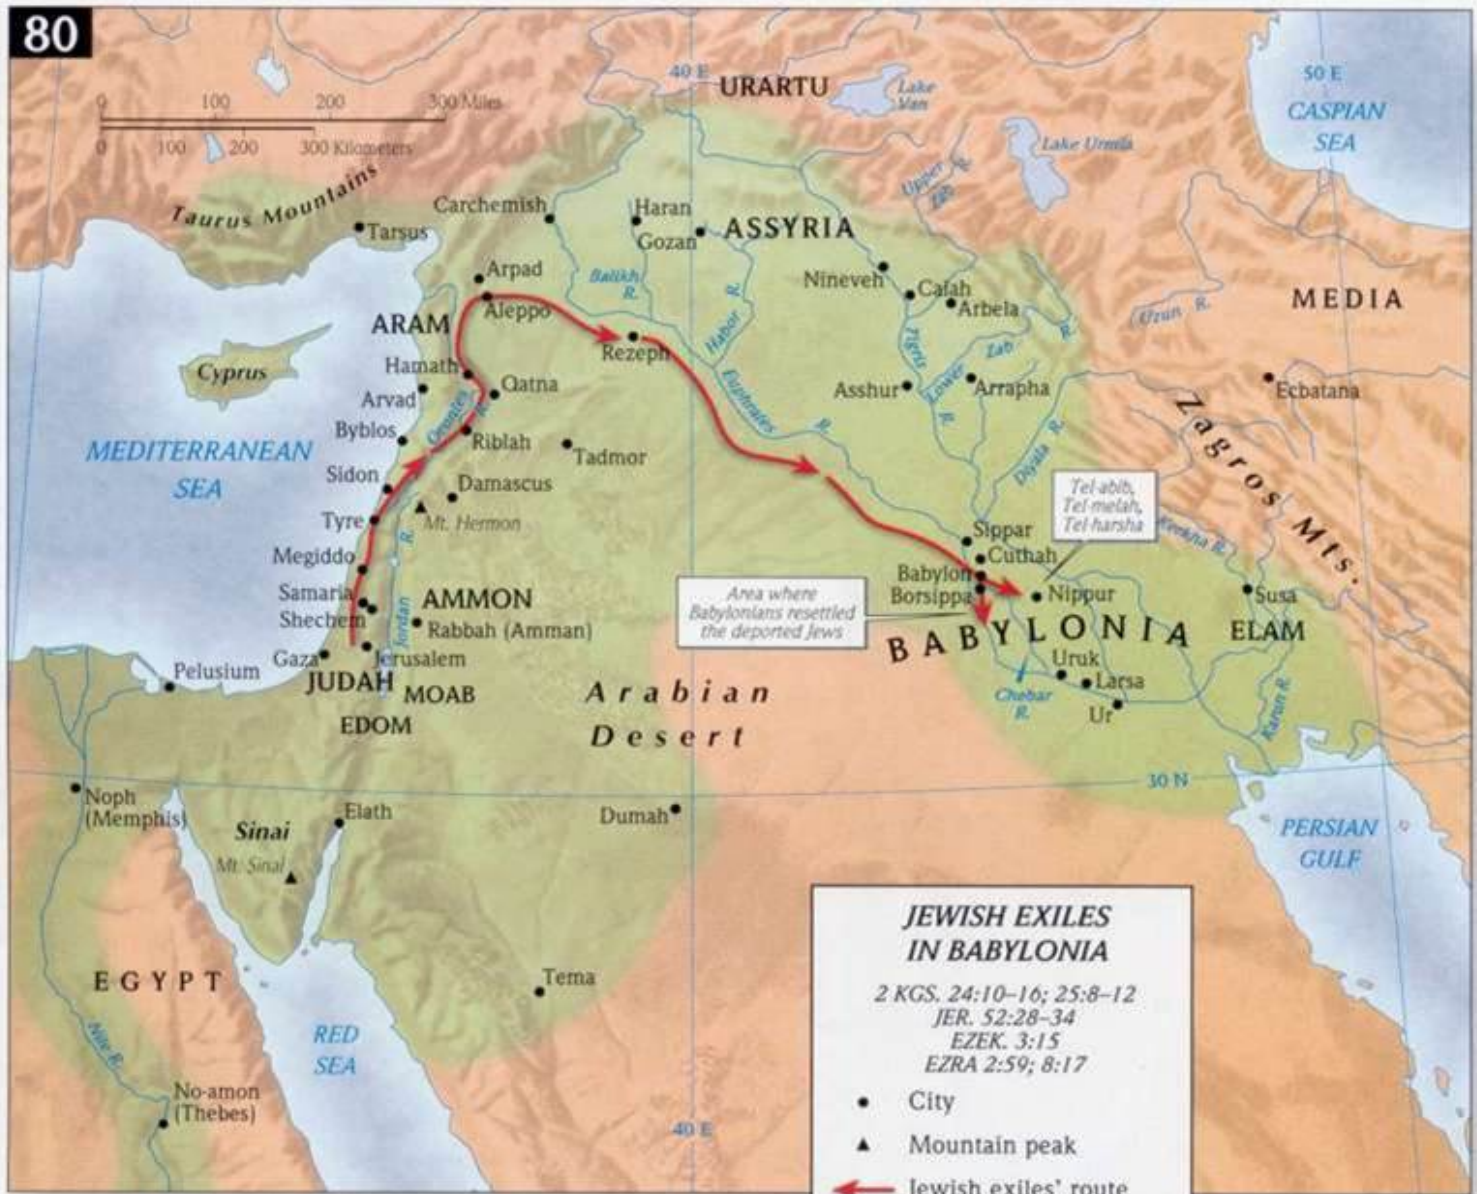 80
0 100 200 300 Miles
0 100 200 300 Kilometers
40 E
URARTU
Lake
Van
50 E
CASPIAN
SEA
Lake Urmia
Upper
Zab R.
Taurus Mountains
Tarsus
Carchemish
Haran
Gozan
ASSYRIA
Balikh
R.
Habor R.
Nineveh
Calah
Arbela
MEDIA
Uzun R.
Arpad
Aleppo
ARAM
Rezeph
Tigris
R.
Lower
Zab
R.
Cyprus
Hamath
Qatna
Arvad
Asshur
Arrapha
Ecbatana
Euphrates
R.
Orontes
R.
Byblos
Riblah
Tadmor
MEDITERRANEAN
SEA
Diyala R.
Zagros Mts.
Sidon
Damascus
Tyre
Mt. Hermon
Tel-abib,
Tel-melah,
Tel-harsha
Kerkha R.
Megiddo
Sippar
Cuthah
Babylon
Borsippa
Nippur
Susa
Samaria
Shechem
AMMON
Rabbah (Amman)
Jordan
R.
Area where
Babylonians resettled
the deported Jews
BABYLONIA
ELAM
Gaza
Jerusalem
Pelusium
JUDAH
MOAB
EDOM
Arabian
Desert
Uruk
Larsa
Ur
Chebar
R.
Karun R.
30 N
Noph
(Memphis)
Sinai
Mt. Sinai
Elath
Dumah
PERSIAN
GULF
EGYPT
Tema
Nile R.
RED
SEA
No-amon
(Thebes)
40 E
JEWISH EXILES
IN BABYLONIA
2 KGS. 24:10–16; 25:8–12
JER. 52:28–34
EZEK. 3:15
EZRA 2:59; 8:17
City
Mountain peak
Jewish exiles' route